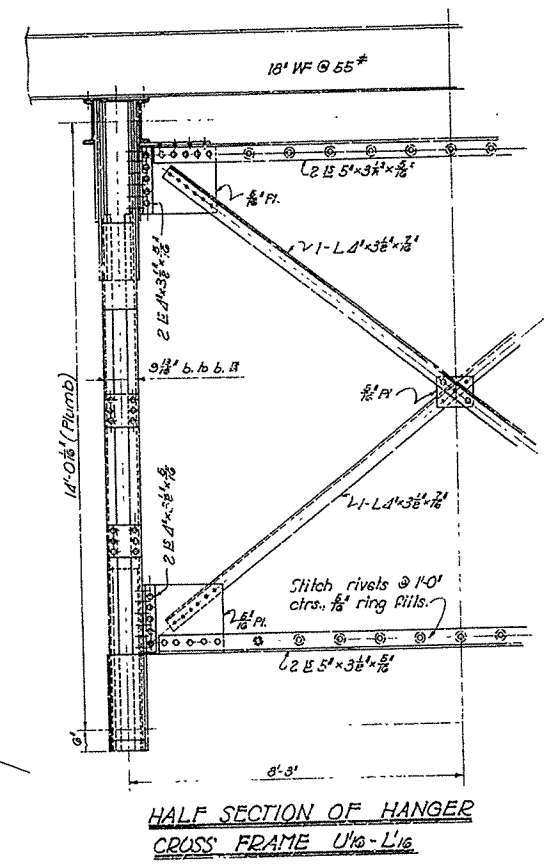 18" WF @ 55#
2 Ls 5"×3½"×5/16"
5/16" Pl.
1-L 4"×3½"×7/16"
2 Ls 4"×3½"×5/16"
9 13/16" b. to b. Ls
14'-0 1/16" (Plumb)
5/16" Pl.
2 Ls 4"×3½"×5/16"
1-L 4"×3½"×7/16"
Stitch rivets @ 1'-0"
ctrs., 5/16" ring fills.
5/16" Pl.
2 Ls 5"×3½"×5/16"
6"
8'-3"
HALF SECTION OF HANGER
CROSS FRAME U'16-L'16